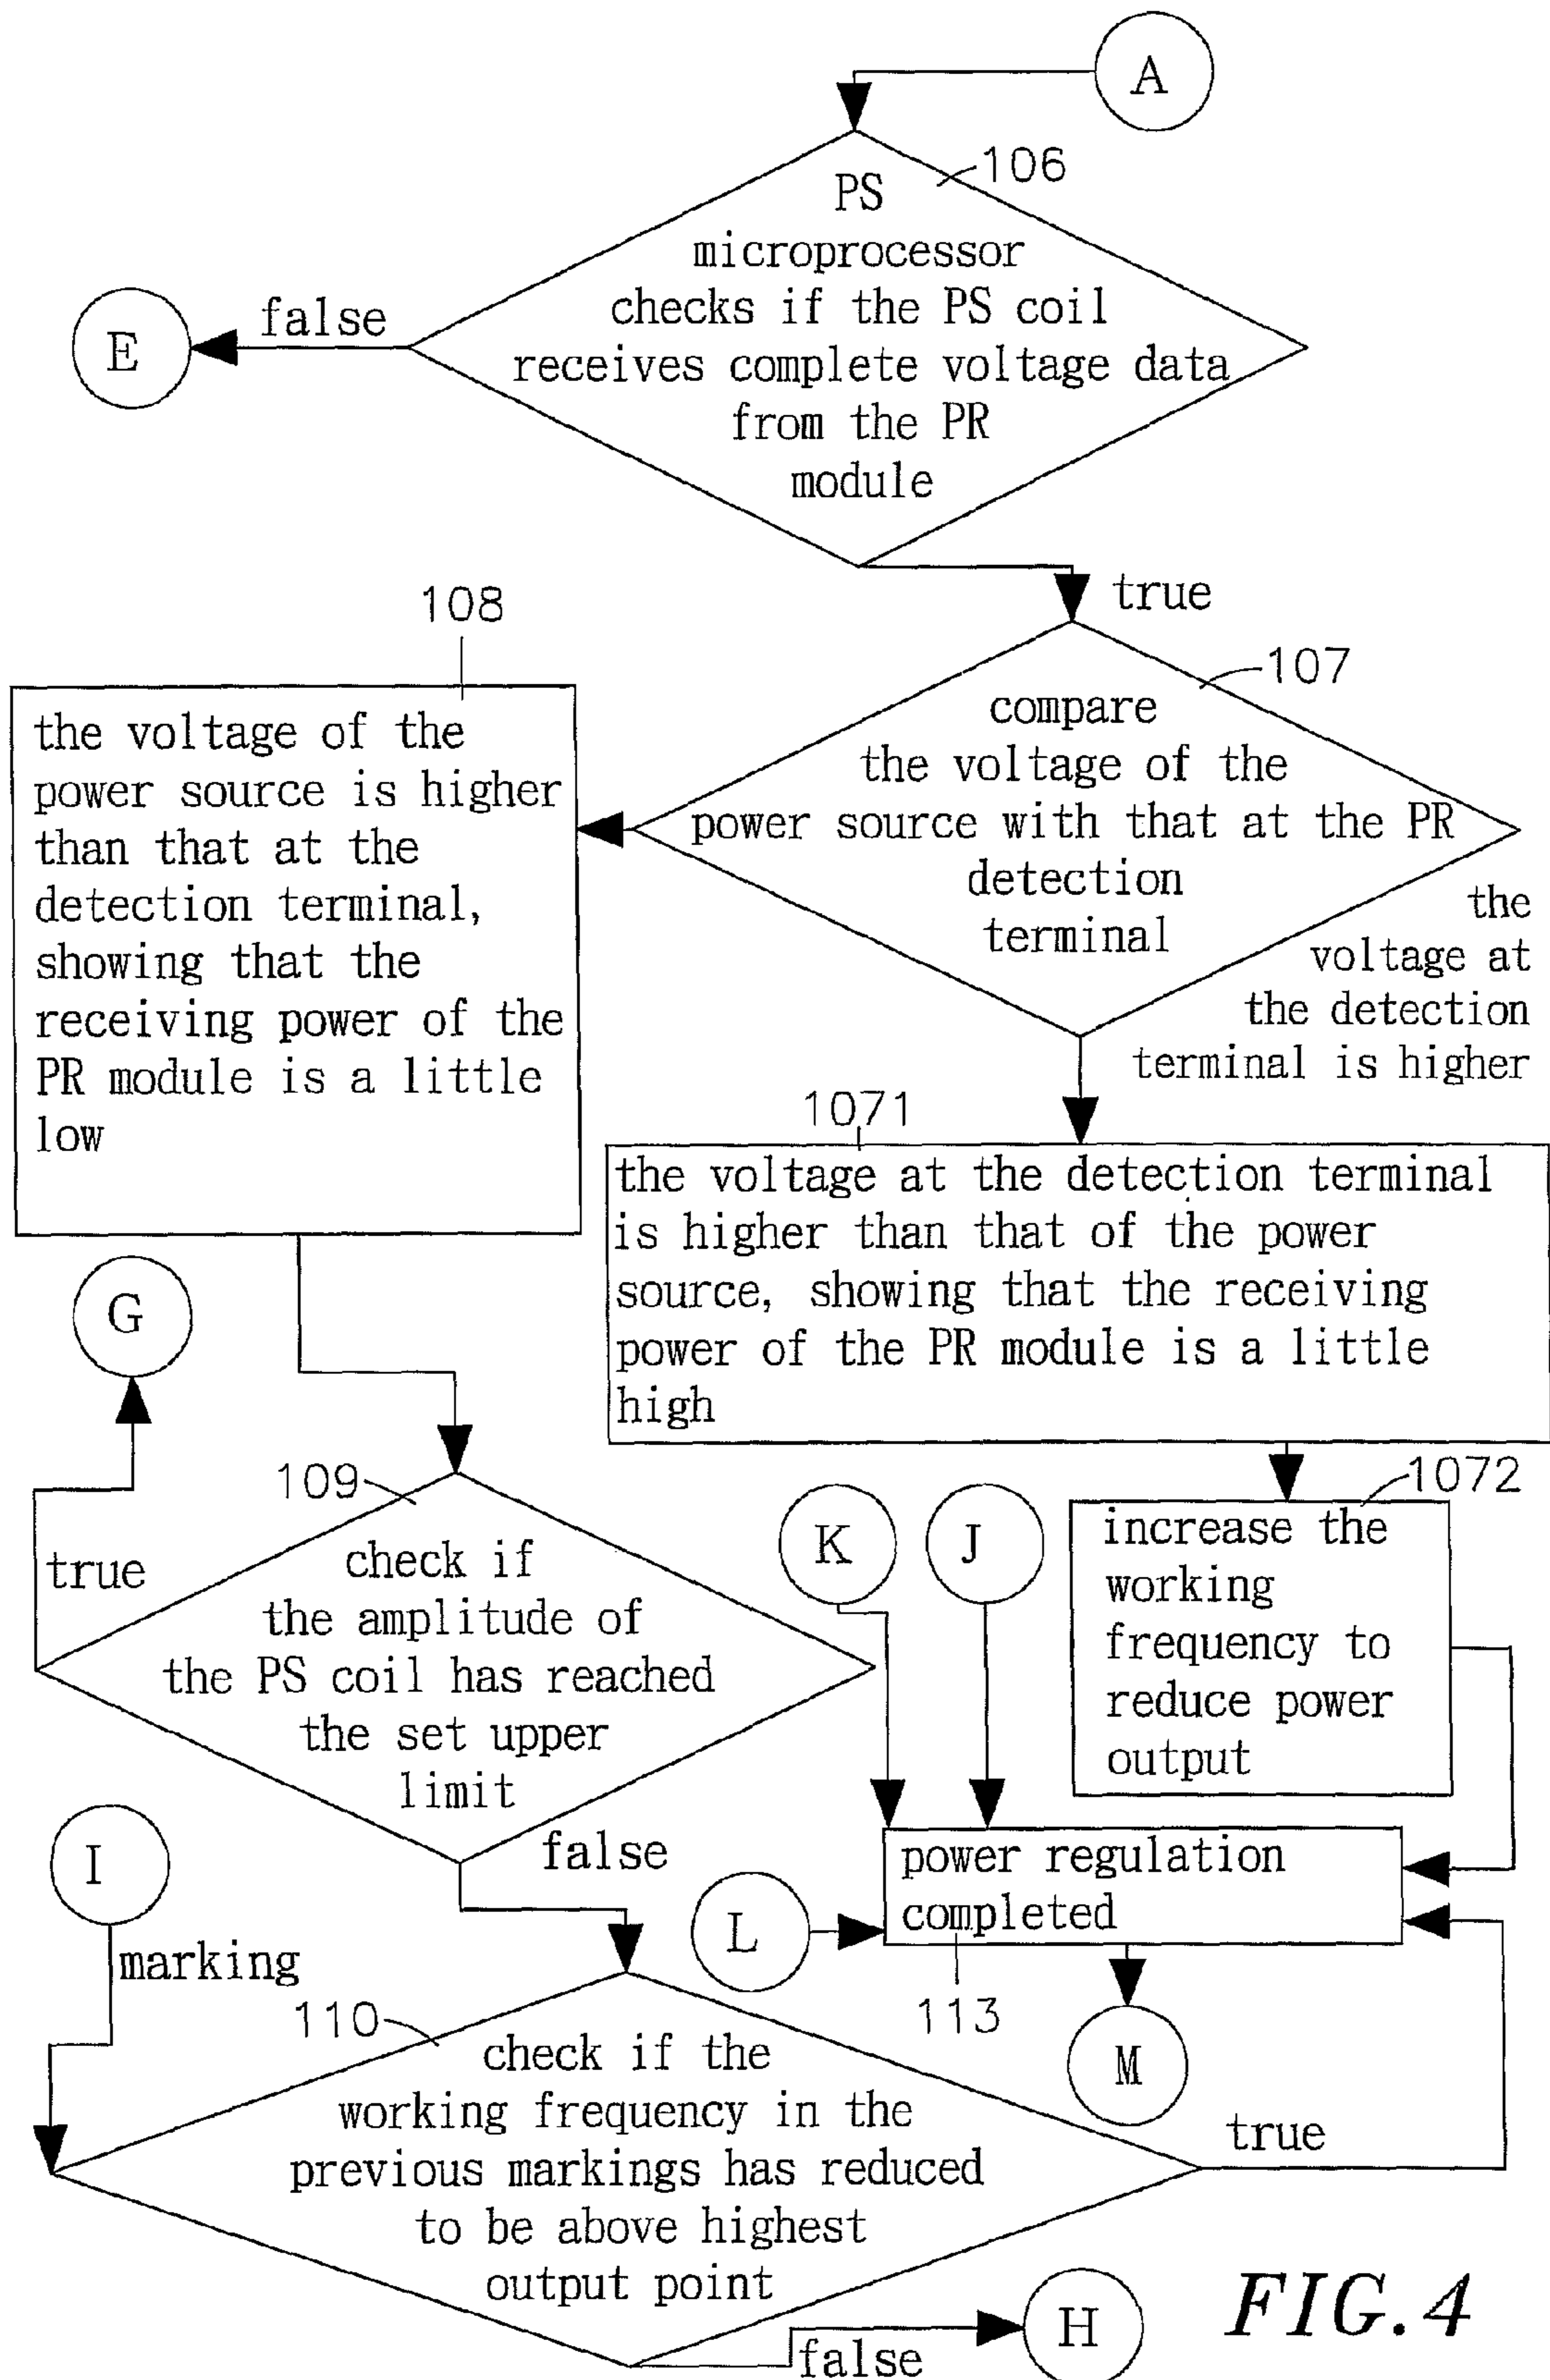 A
106
PS
microprocessor
checks if the PS coil
receives complete voltage data
from the PR
module
false
E
true
108
the voltage of the
power source is higher
than that at the
detection terminal,
showing that the
receiving power of the
PR module is a little
low
107
compare
the voltage of the
power source with that at the PR
detection
terminal
the
voltage at
the detection
terminal is higher
1071
the voltage at the detection terminal
is higher than that of the power
source, showing that the receiving
power of the PR module is a little
high
G
true
109
check if
the amplitude of
the PS coil has reached
the set upper
limit
false
K
J
1072
increase the
working
frequency to
reduce power
output
I
marking
L
power regulation
completed
113
M
110
check if the
working frequency in the
previous markings has reduced
to be above highest
output point
true
false
H
FIG. 4